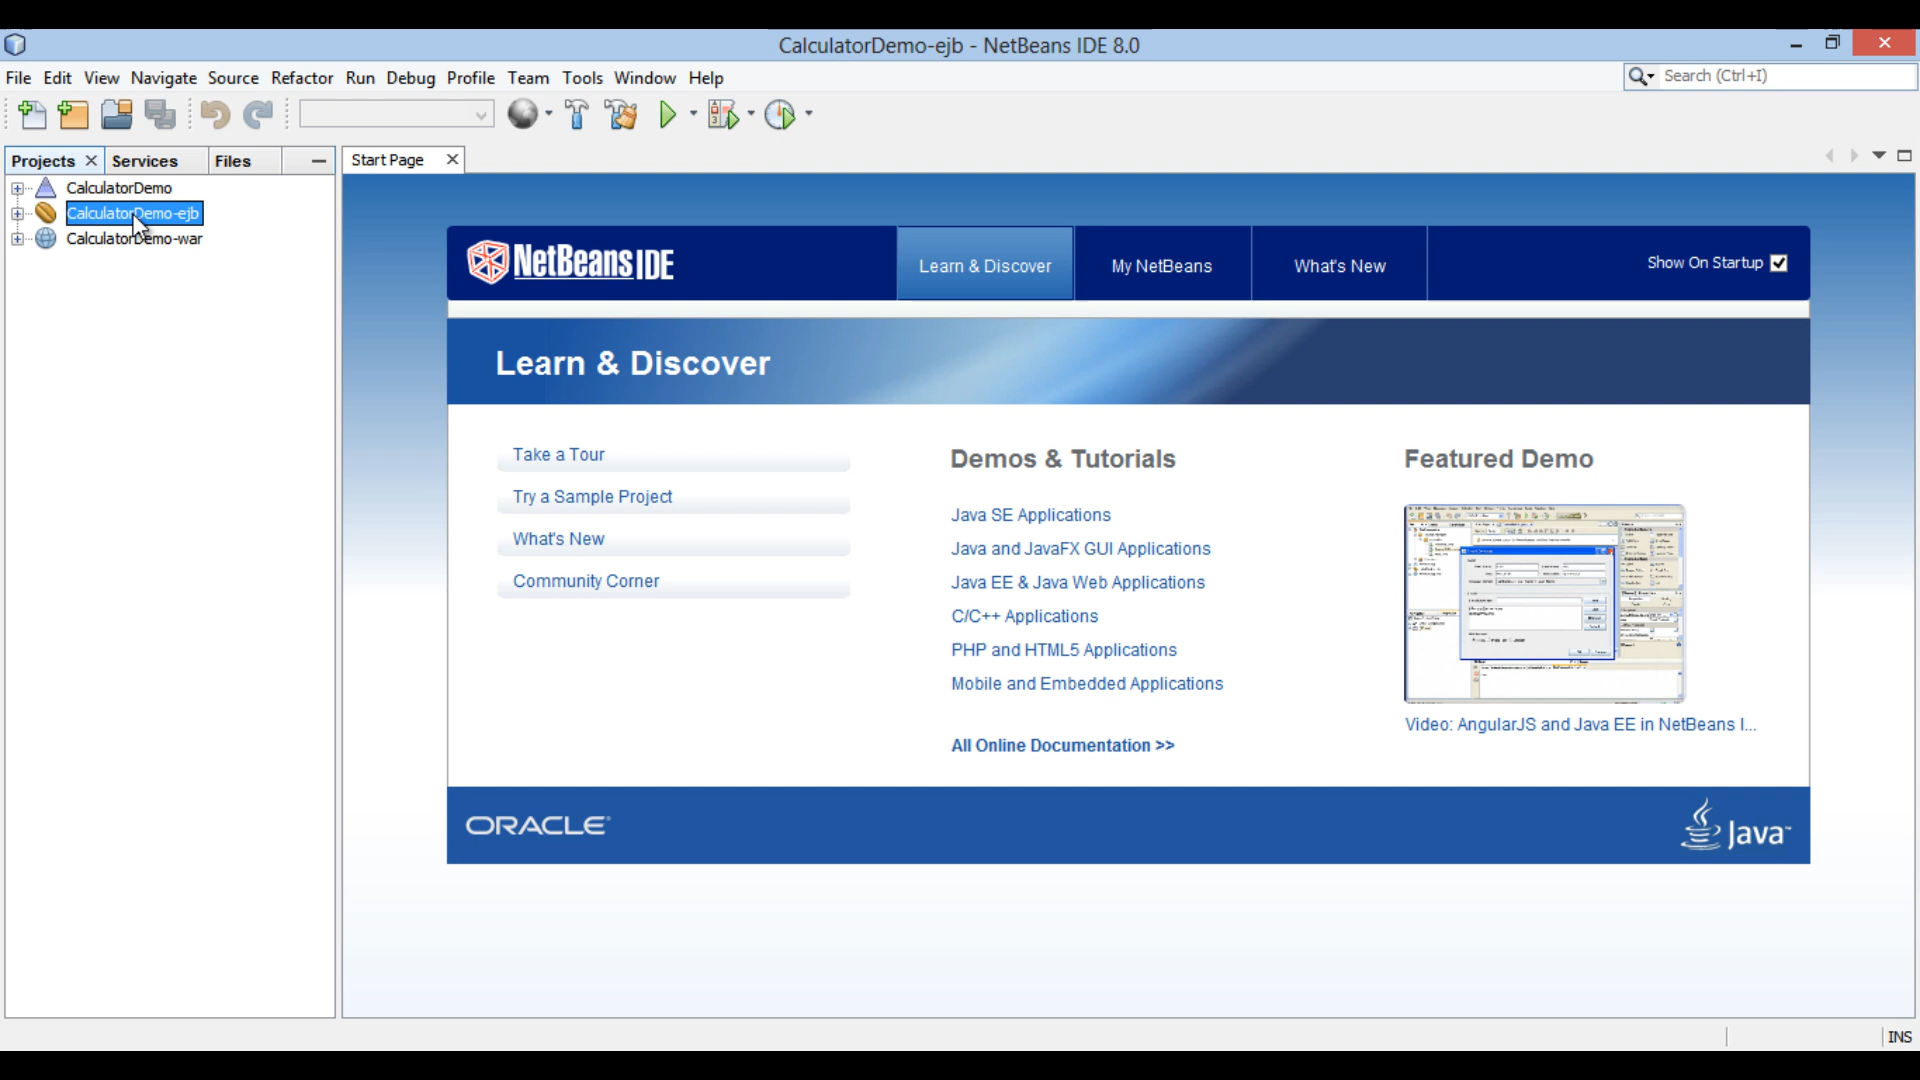 CalculatorDemo-ejb - NetBeans IDE 8.0
File Edit View Navigate Source Refactor Run Debug Profile Team Tools Window Help
Search (Ctrl+I)
Projects Services Files
Start Page
CalculatorDemo
CalculatorDemo-ejb
CalculatorDemo-war
NetBeans IDE
Learn & Discover
My NetBeans
What's New
Show On Startup
Learn & Discover
Take a Tour
Try a Sample Project
What's New
Community Corner
Demos & Tutorials
Java SE Applications
Java and JavaFX GUI Applications
Java EE & Java Web Applications
C/C++ Applications
PHP and HTML5 Applications
Mobile and Embedded Applications
All Online Documentation >>
Featured Demo
Video: AngularJS and Java EE in NetBeans I...
ORACLE
Java™
INS